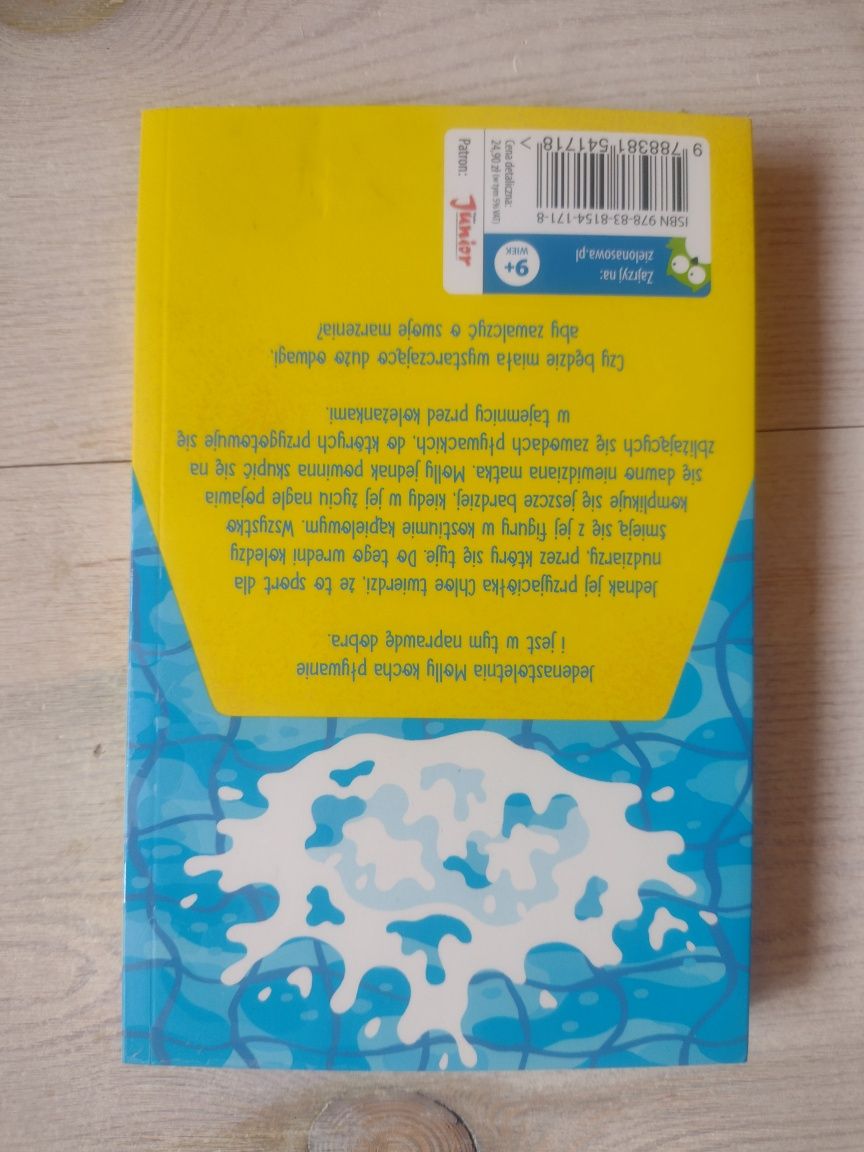 Jedenastoletnia Molly kocha pływanie
i jest w tym naprawdę dobra.
Jednak jej przyjaciółka Chloe twierdzi, że to sport dla
nudziarzy, przez który się tyje. Do tego wredni koledzy
śmieją się z jej figury w kostiumie kąpielowym. Wszystko
komplikuje się jeszcze bardziej, kiedy w jej życiu nagle pojawia
się dawno niewidziana matka. Molly jednak powinna skupić się na
zbliżających się zawodach pływackich, do których przygotowuje się
w tajemnicy przed koleżankami.
Czy będzie miała wystarczająco dużo odwagi,
aby zawalczyć o swoje marzenia?
Zajrzyj na:
zielonasowa.pl
9+
WIEK
ISBN 978-83-8154-171-8
9 788381 541718 >
Cena detaliczna:
24,90 zł (w tym 5% VAT)
Patron:
Junior